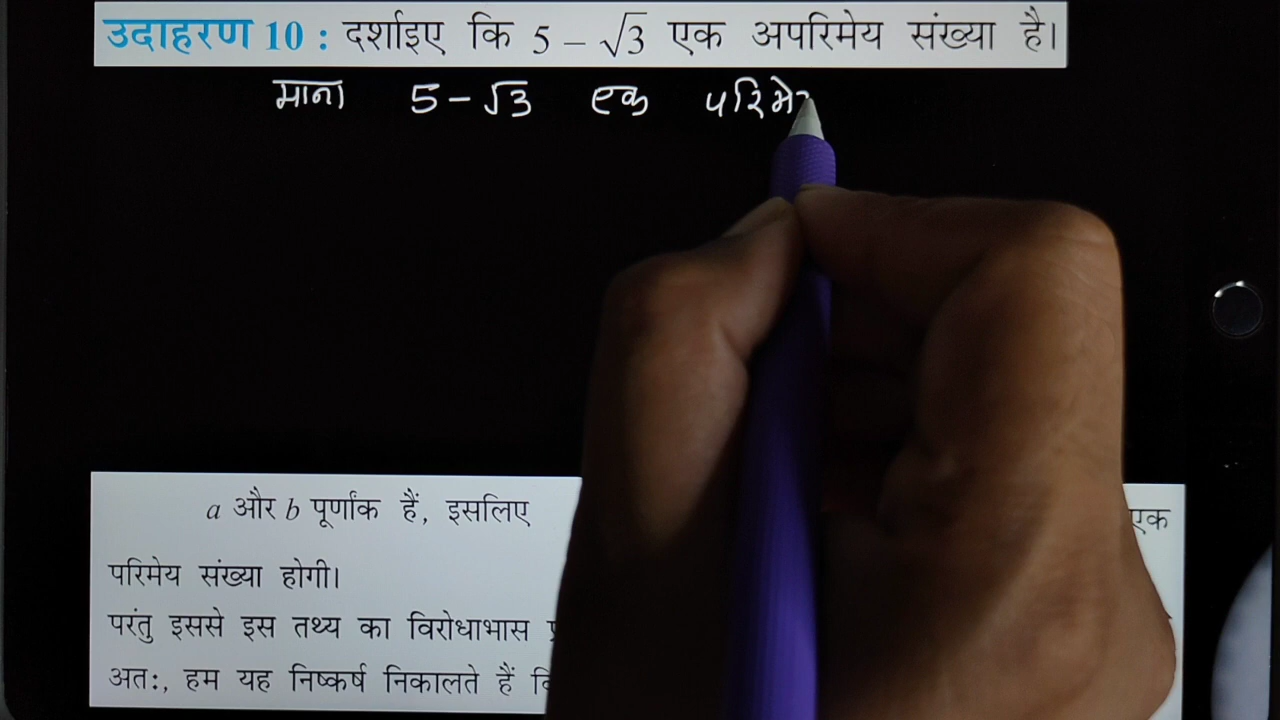 उदाहरण 10 : दर्शाइए कि 5 – √3 एक अपरिमेय संख्या है।
माना 5 - √3 एक
a और b पूर्णांक हैं, इसलिए एक
परिमेय संख्या होगी।
परंतु इससे इस तथ्य का विरोधाभास
अतः, हम यह निष्कर्ष निकालते हैं